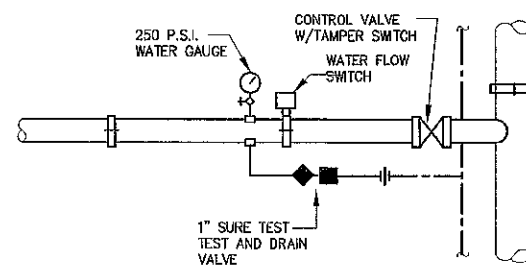 CONTROL VALVE
W/TAMPER SWITCH
250 P.S.I.
WATER GAUGE
WATER FLOW
SWITCH
1" SURE TEST
TEST AND DRAIN
VALVE